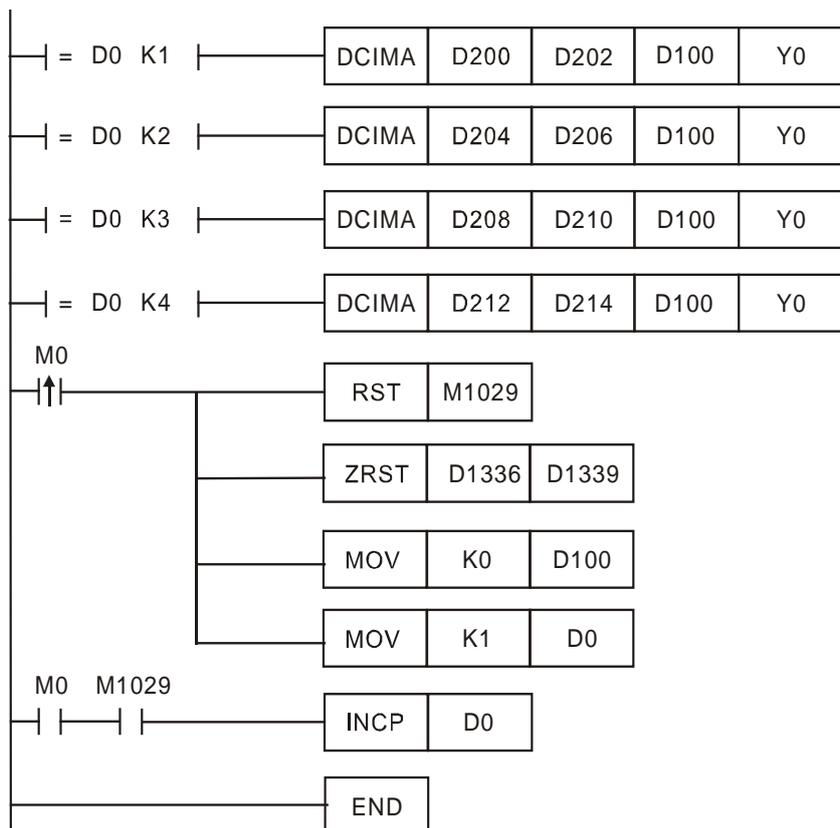 = D0 K1 DCIMA D200 D202 D100 Y0
= D0 K2 DCIMA D204 D206 D100 Y0
= D0 K3 DCIMA D208 D210 D100 Y0
= D0 K4 DCIMA D212 D214 D100 Y0
M0
RST M1029
ZRST D1336 D1339
MOV K0 D100
MOV K1 D0
M0 M1029
INCP D0
END